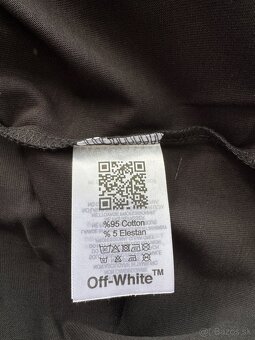 %95 Cotton
% 5 Elestan
Off-White™
bazos.sk